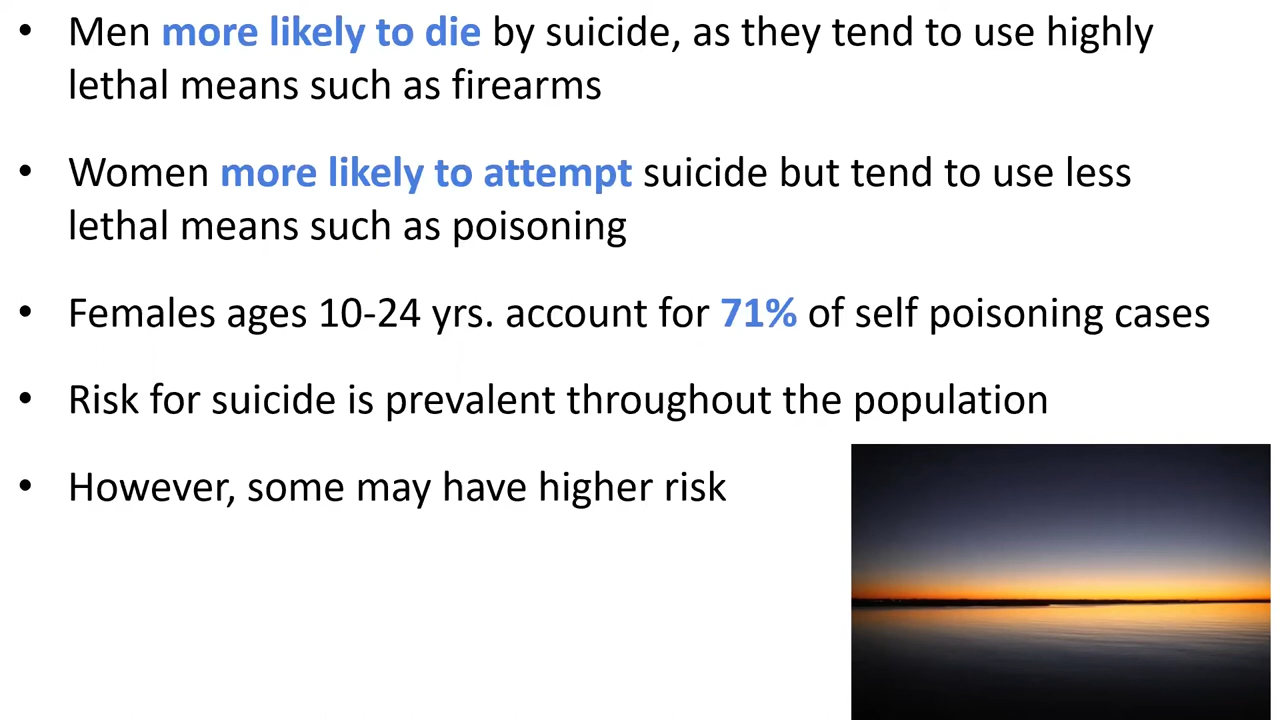 • Men more likely to die by suicide, as they tend to use highly
lethal means such as firearms
• Women more likely to attempt suicide but tend to use less
lethal means such as poisoning
• Females ages 10-24 yrs. account for 71% of self poisoning cases
• Risk for suicide is prevalent throughout the population
• However, some may have higher risk